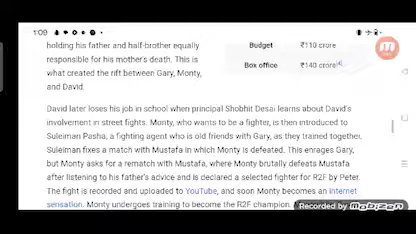 1:09
holding his father and half-brother equally
responsible for his mother's death. This is
what created the rift between Gary, Monty,
and David.
Budget ₹110 crore
Box office ₹140 crore[4]
David later loses his job in school when principal Shobhit Desai learns about David's
involvement in street fights. Monty, who wants to be a fighter, is then introduced to
Suleiman Pasha, a fighting agent who is old friends with Gary, as they trained together.
Suleiman fixes a match with Mustafa in which Monty is defeated. This enrages Gary,
but Monty asks for a rematch with Mustafa, where Monty brutally defeats Mustafa
after listening to his father's advice and is declared a selected fighter for R2F by Peter.
The fight is recorded and uploaded to YouTube, and soon Monty becomes an internet
sensation. Monty undergoes training to become the R2F champion.
Recorded by mobizen